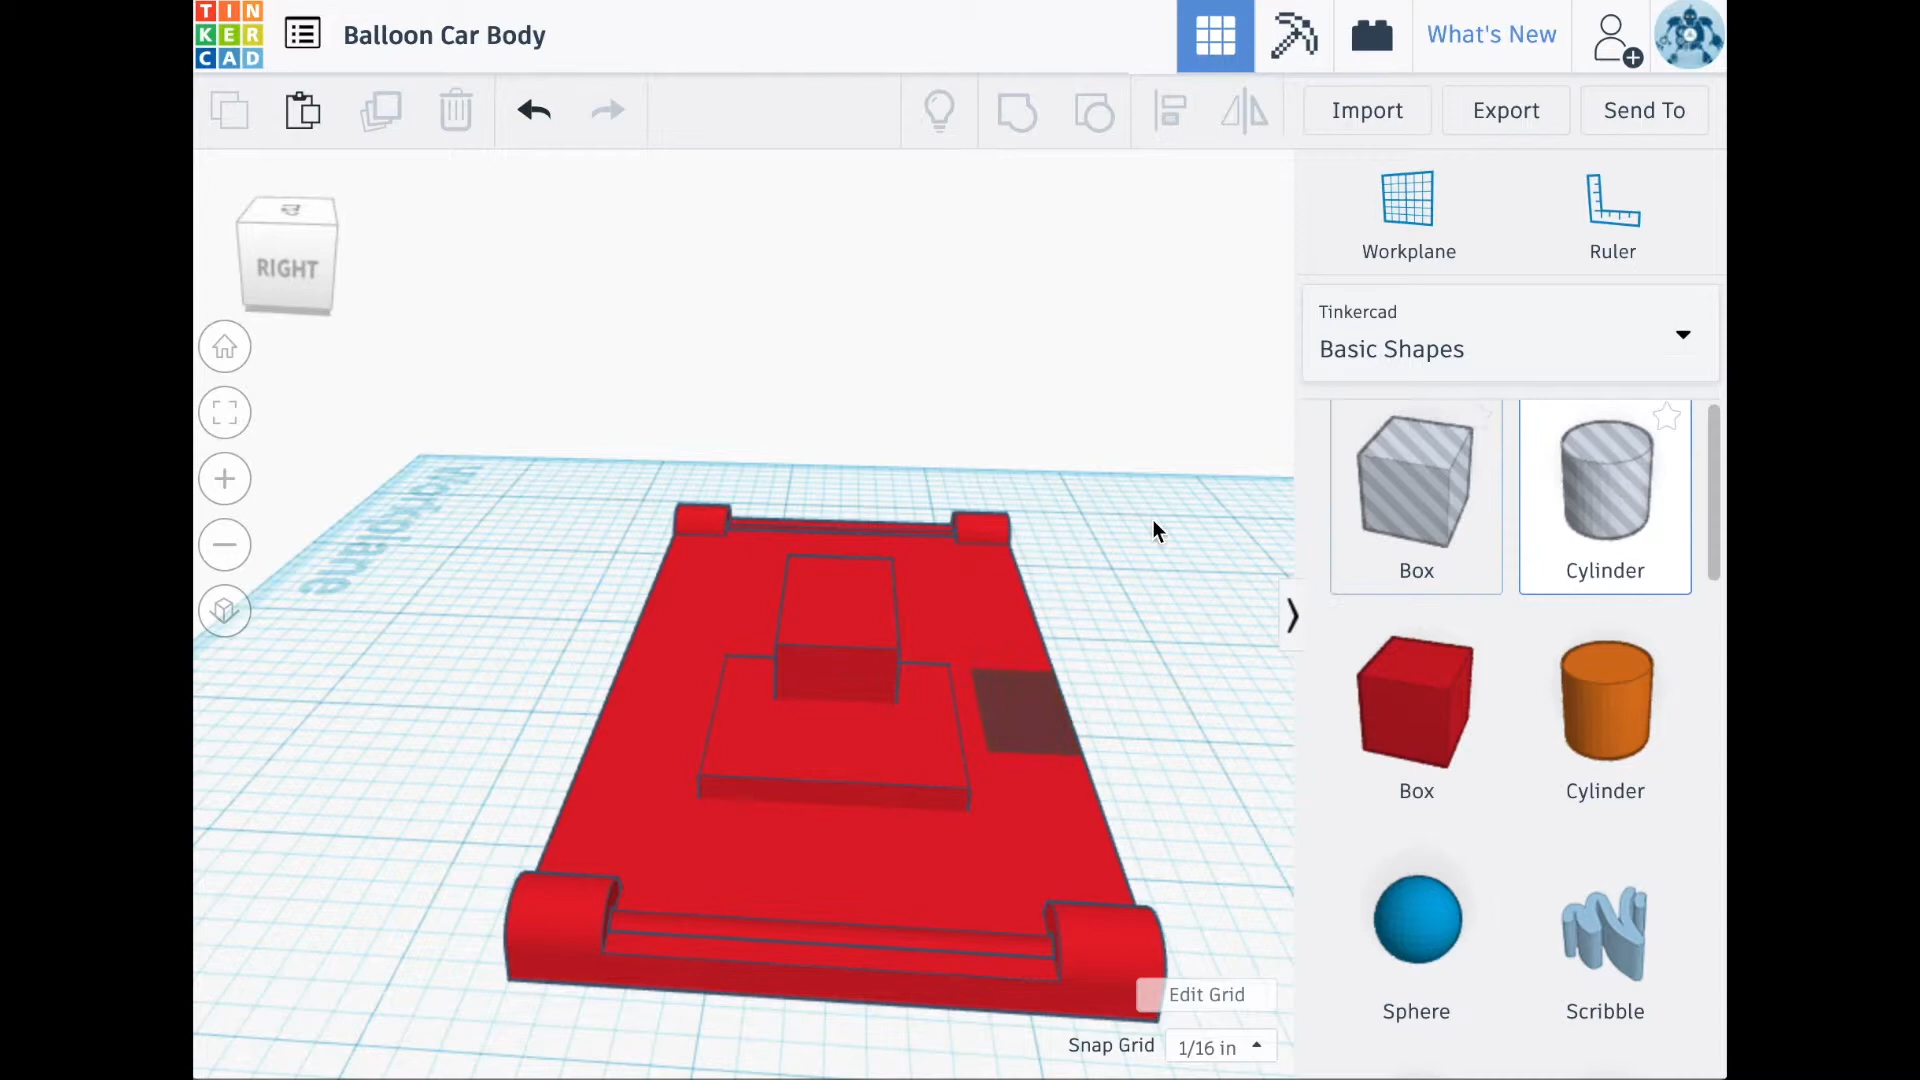 TIN
KER
CAD
Balloon Car Body
What's New
Import
Export
Send To
RIGHT
Workplane
Ruler
Tinkercad
Basic Shapes
Box
Cylinder
Workplane
Box
Cylinder
Sphere
Scribble
Edit Grid
Snap Grid
1/16 in